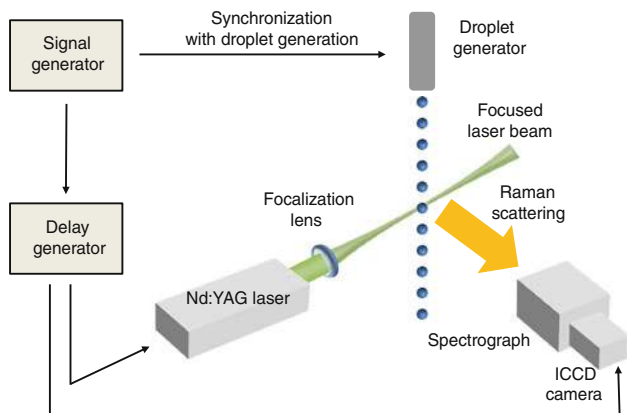 Signal
generator
Synchronization
with droplet generation
Droplet
generator
Focused
laser beam
Focalization
lens
Raman
scattering
Delay
generator
Nd:YAG laser
Spectrograph
ICCD
camera